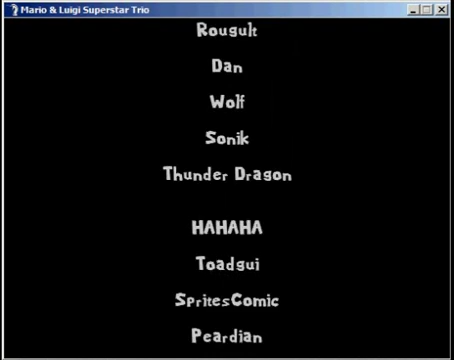 Mario & Luigi Superstar Trio
Rougult
Dan
Wolf
Sonik
Thunder Dragon
HAHAHA
Toadgui
SpritesComic
Peardian